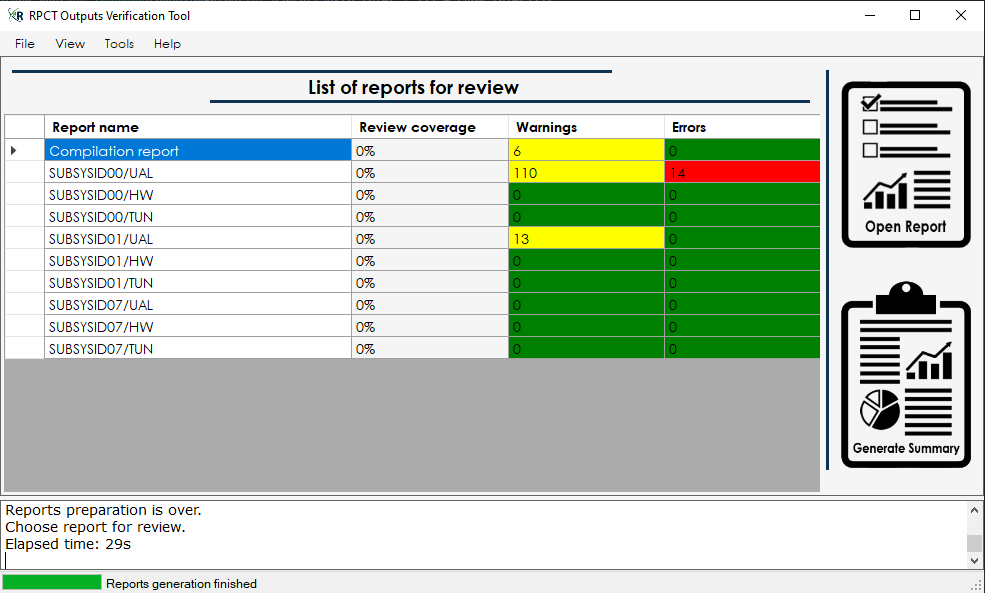 RPCT Outputs Verification Tool
File View Tools Help
List of reports for review
Report name Review coverage Warnings Errors
Compilation report 0% 6 0
SUBSYSID00/UAL 0% 110 14
SUBSYSID00/HW 0% 0 0
SUBSYSID00/TUN 0% 0 0
SUBSYSID01/UAL 0% 13 0
SUBSYSID01/HW 0% 0 0
SUBSYSID01/TUN 0% 0 0
SUBSYSID07/UAL 0% 0 0
SUBSYSID07/HW 0% 0 0
SUBSYSID07/TUN 0% 0 0
Open Report
Generate Summary
Reports preparation is over.
Choose report for review.
Elapsed time: 29s
Reports generation finished